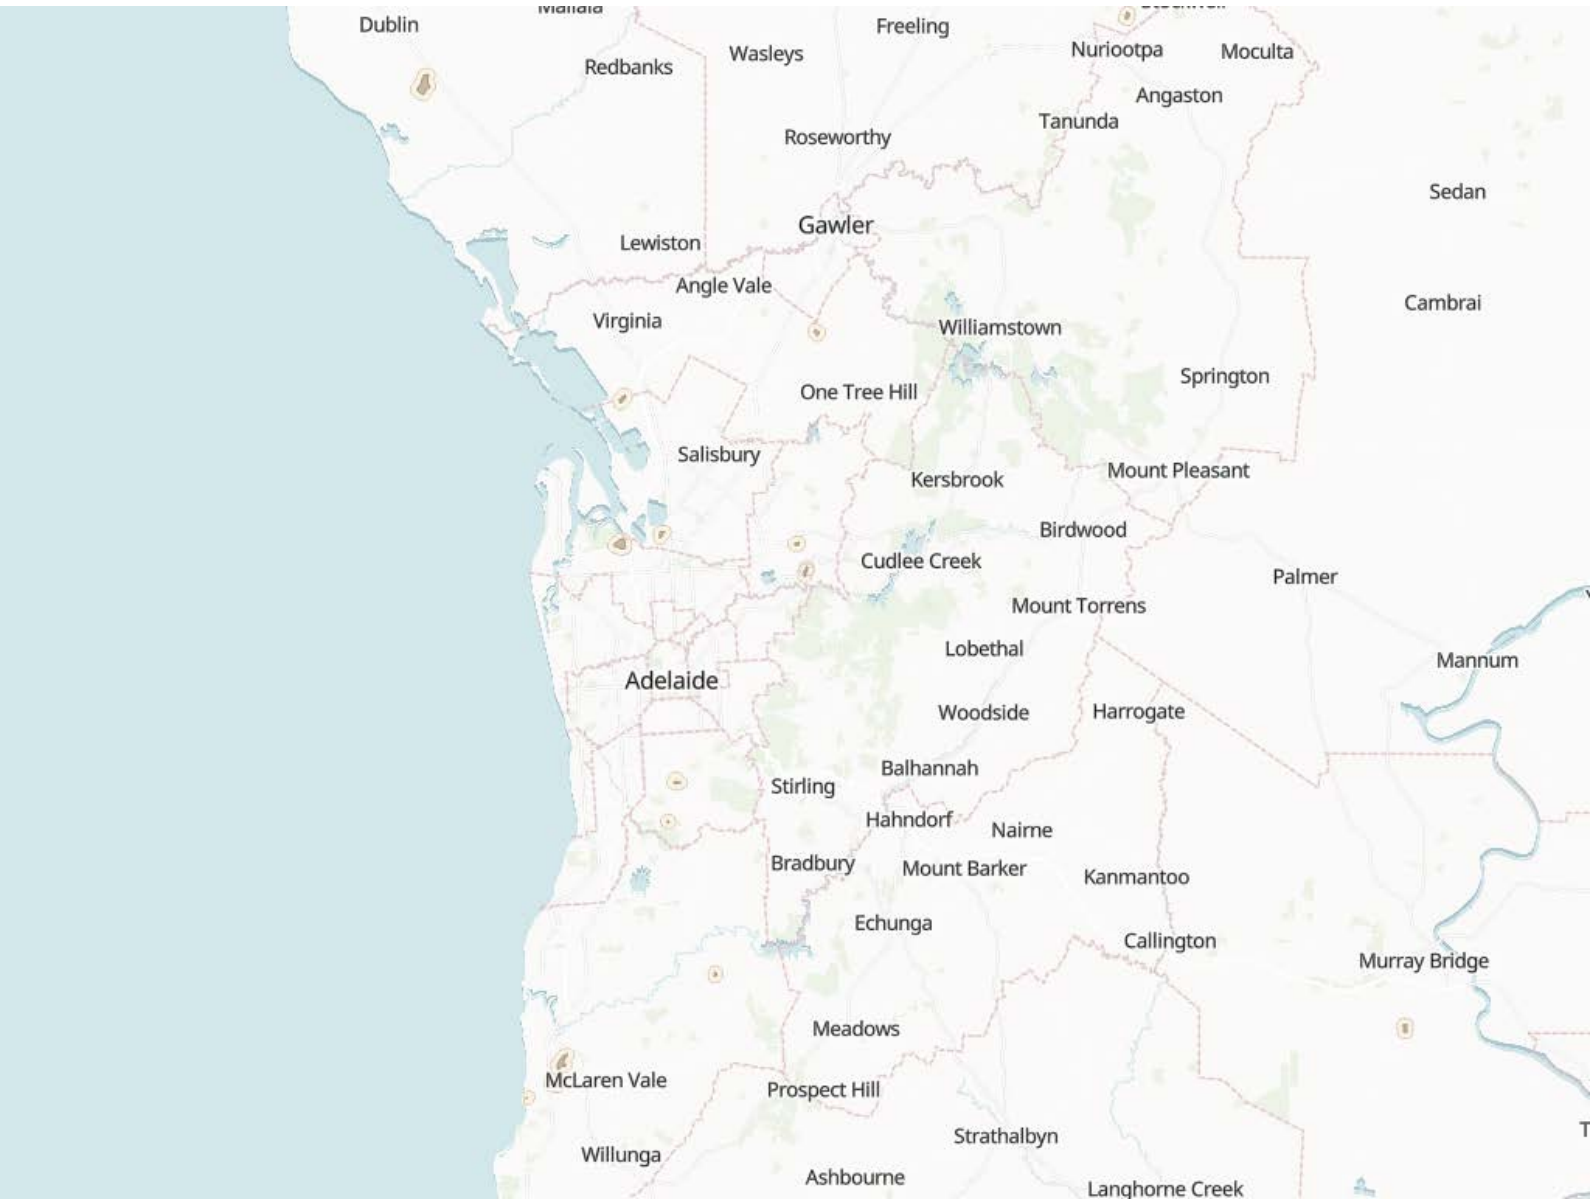 Mallala
Stockwell
Dublin
Freeling
Nuriootpa
Moculta
Wasleys
Redbanks
Angaston
Tanunda
Roseworthy
Sedan
Gawler
Lewiston
Angle Vale
Cambrai
Virginia
Williamstown
Springton
One Tree Hill
Salisbury
Mount Pleasant
Kersbrook
Birdwood
Cudlee Creek
Palmer
Mount Torrens
Lobethal
Mannum
Adelaide
Woodside
Harrogate
Balhannah
Stirling
Hahndorf
Nairne
Bradbury
Mount Barker
Kanmantoo
Echunga
Callington
Murray Bridge
Meadows
McLaren Vale
Prospect Hill
Strathalbyn
Willunga
Ashbourne
Langhorne Creek